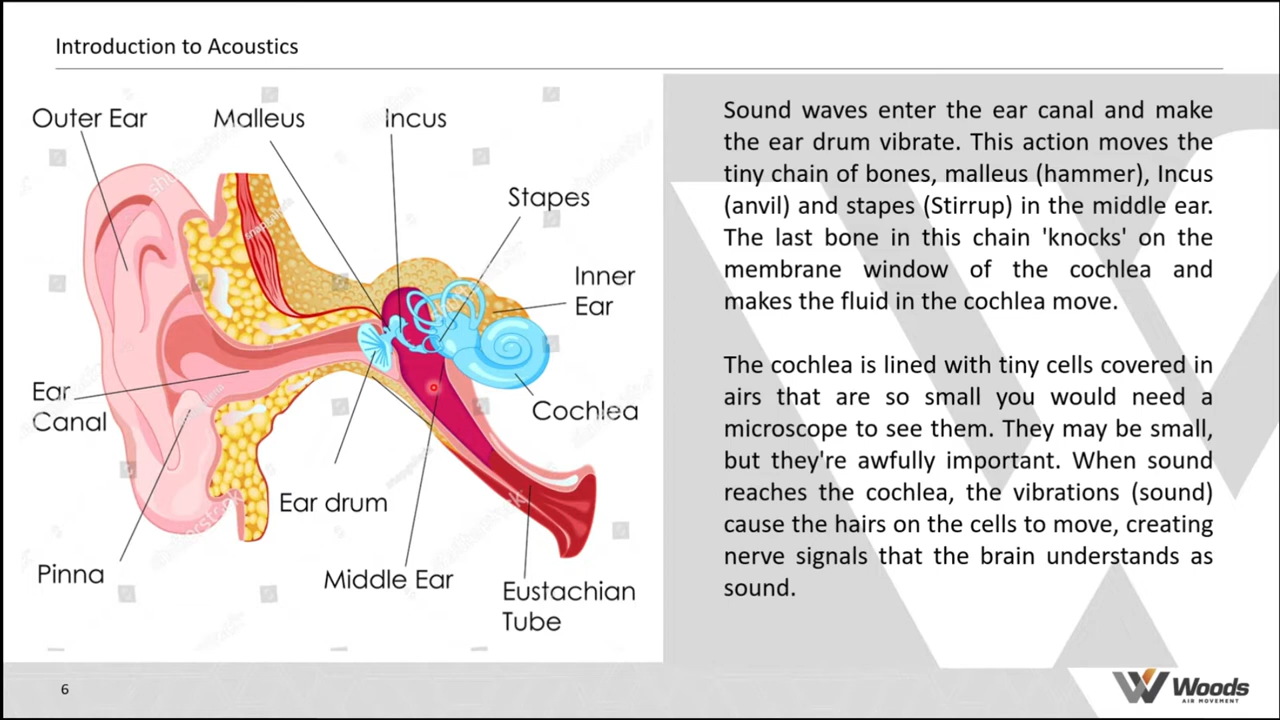 Introduction to Acoustics
Outer Ear
Malleus
Incus
Stapes
Inner
Ear
Ear
Canal
Cochlea
Ear drum
Pinna
Middle Ear
Eustachian
Tube
Sound waves enter the ear canal and make
the ear drum vibrate. This action moves the
tiny chain of bones, malleus (hammer), Incus
(anvil) and stapes (Stirrup) in the middle ear.
The last bone in this chain 'knocks' on the
membrane window of the cochlea and
makes the fluid in the cochlea move.
The cochlea is lined with tiny cells covered in
airs that are so small you would need a
microscope to see them. They may be small,
but they're awfully important. When sound
reaches the cochlea, the vibrations (sound)
cause the hairs on the cells to move, creating
nerve signals that the brain understands as
sound.
6
Woods
AIR MOVEMENT